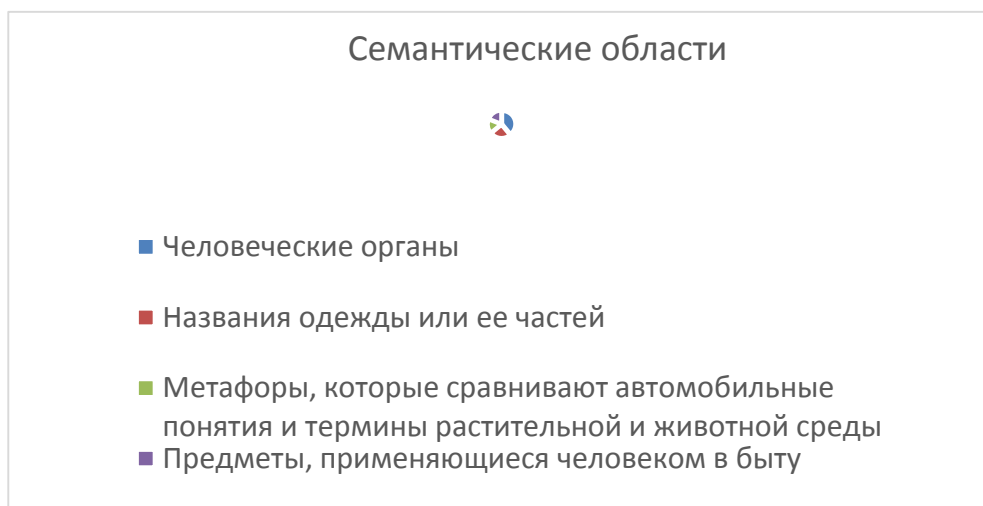 Семантические области
Человеческие органы
Названия одежды или ее частей
Метафоры, которые сравнивают автомобильные
понятия и термины растительной и животной среды
Предметы, применяющиеся человеком в быту